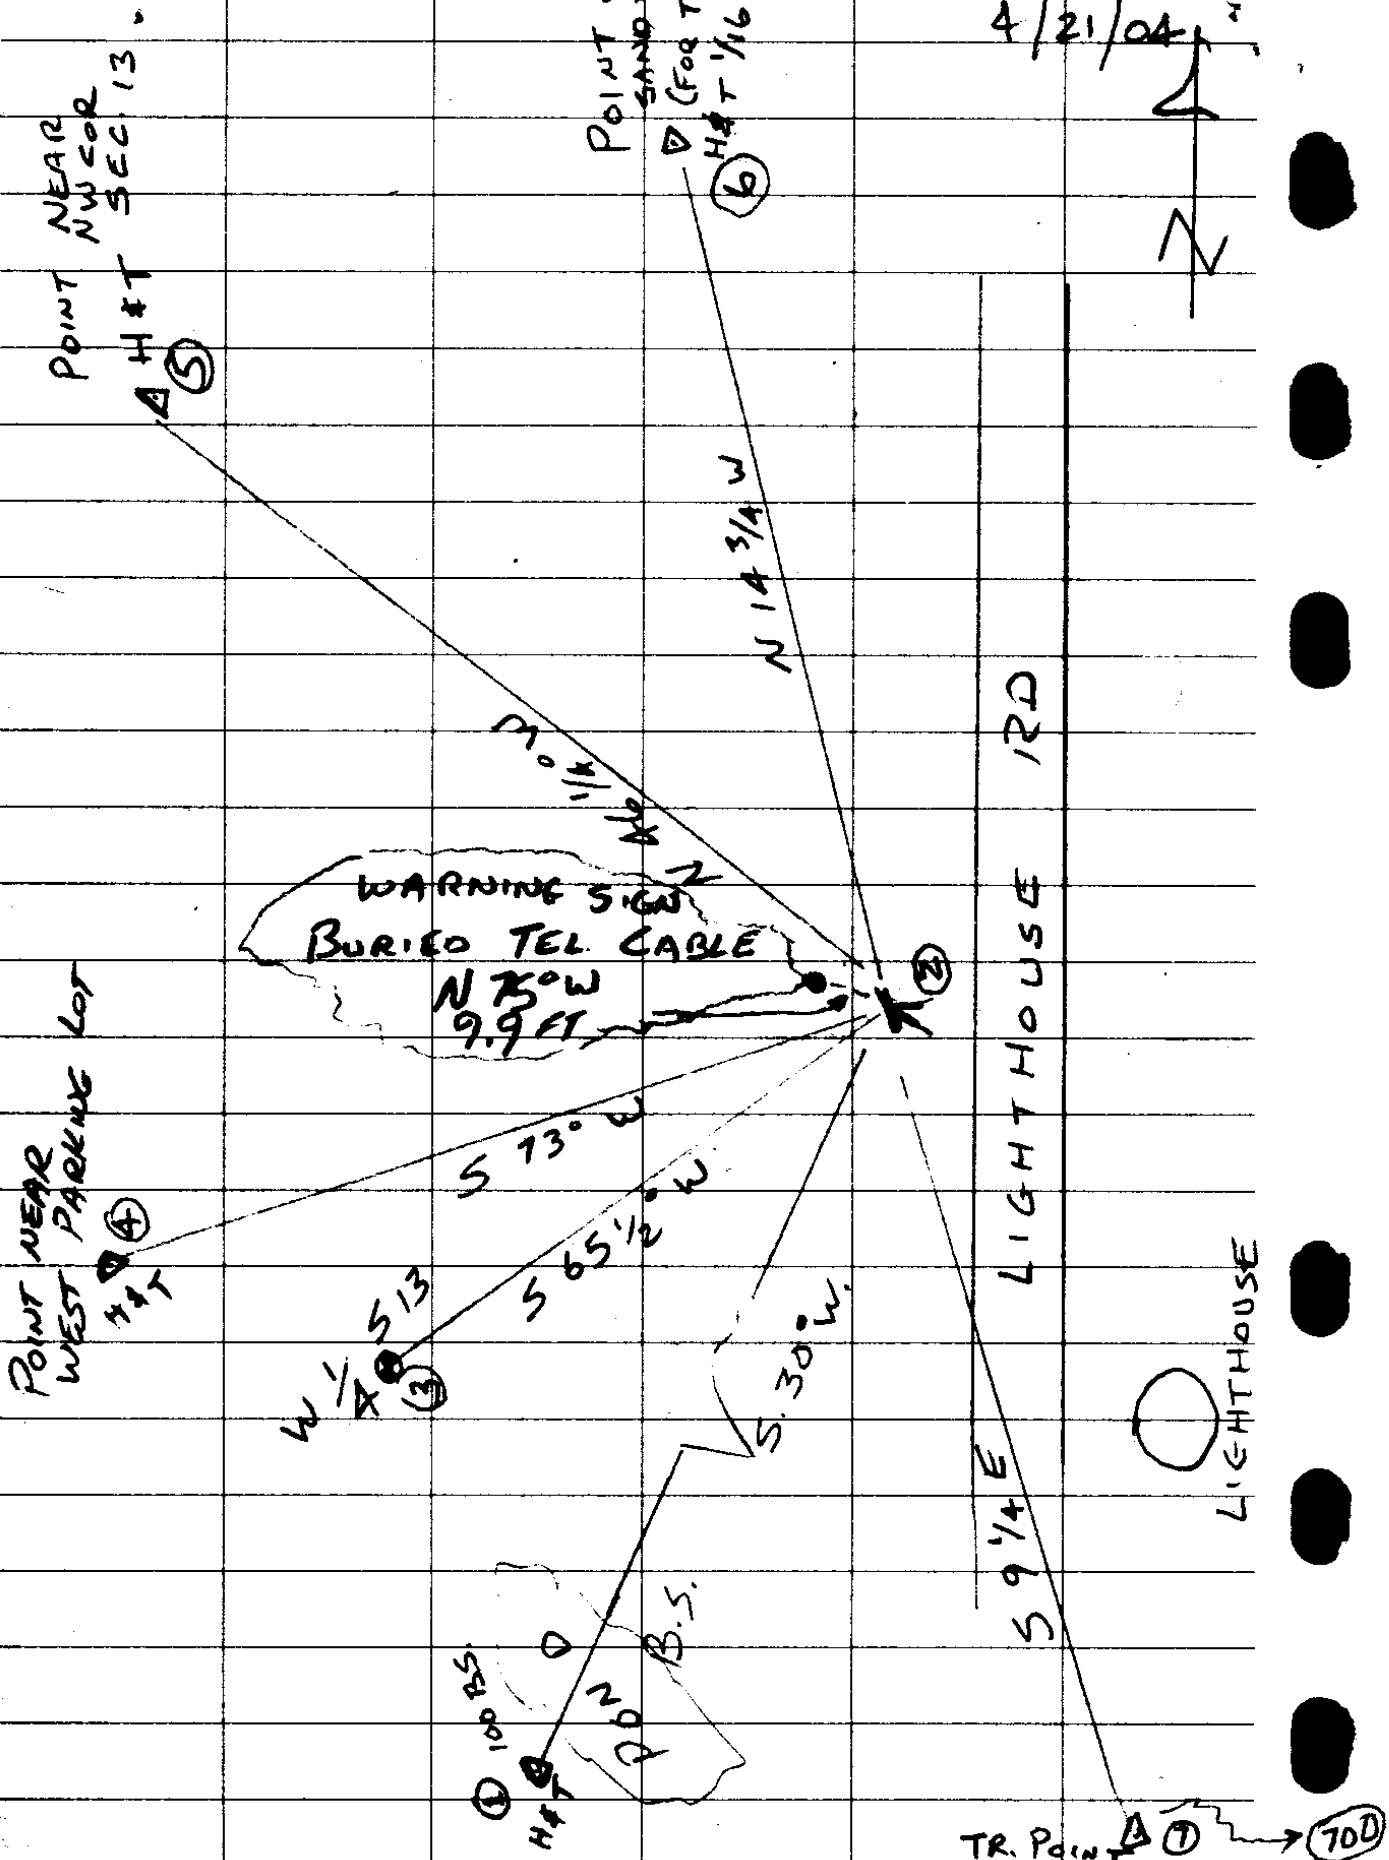 4/21/04
N
POINT NEAR
NW COR
H&T SEC. 13
5
POINT
SAND
(FOR T
H&T 1/16
6
N 14 3/4 W
N 46 1/4 °
WARNING SIGN
BURIED TEL. CABLE
N 75° W
9.9 FT
2
LIGHTHOUSE RD
POINT NEAR
WEST PARKING LOT
4
H&T
S 73° W
S 65 1/2° W
W 1/4 S 13
3
S. 30° W.
S 9 1/4 E
LIGHTHOUSE
1
100 BS.
H&T
POND
B.S.
TR. POINT
7
700